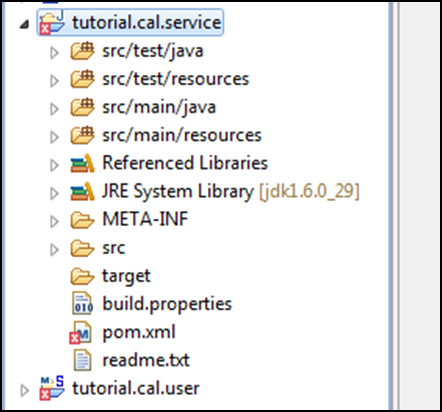 tutorial.cal.service
src/test/java
src/test/resources
src/main/java
src/main/resources
Referenced Libraries
JRE System Library [jdk1.6.0_29]
META-INF
src
target
build.properties
pom.xml
readme.txt
tutorial.cal.user